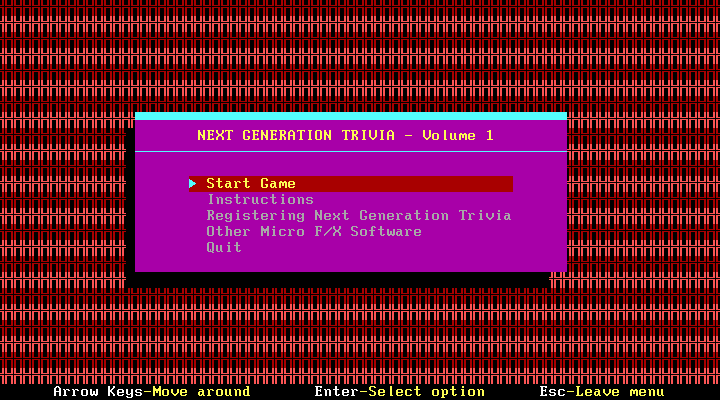 NEXT GENERATION TRIVIA - Volume 1
Start Game
Instructions
Registering Next Generation Trivia
Other Micro F/X Software
Quit
Arrow Keys-Move around Enter-Select option Esc-Leave menu